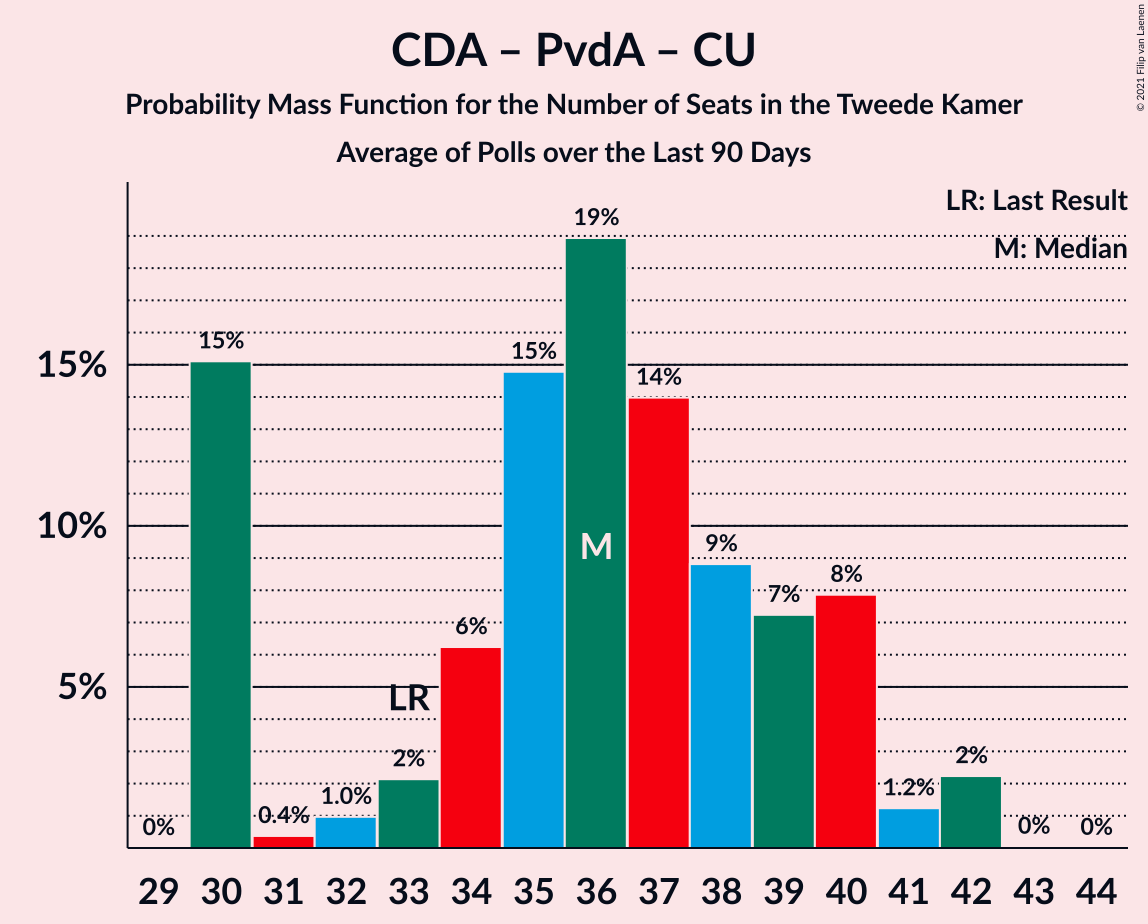 CDA – PvdA – CU
Probability Mass Function for the Number of Seats in the Tweede Kamer
Average of Polls over the Last 90 Days
© 2021 Filip van Laenen
LR: Last Result
M: Median
15%
10%
5%
0%
15%
0.4%
1.0%
2%
LR
6%
15%
19%
M
14%
9%
7%
8%
1.2%
2%
0%
0%
29 30 31 32 33 34 35 36 37 38 39 40 41 42 43 44